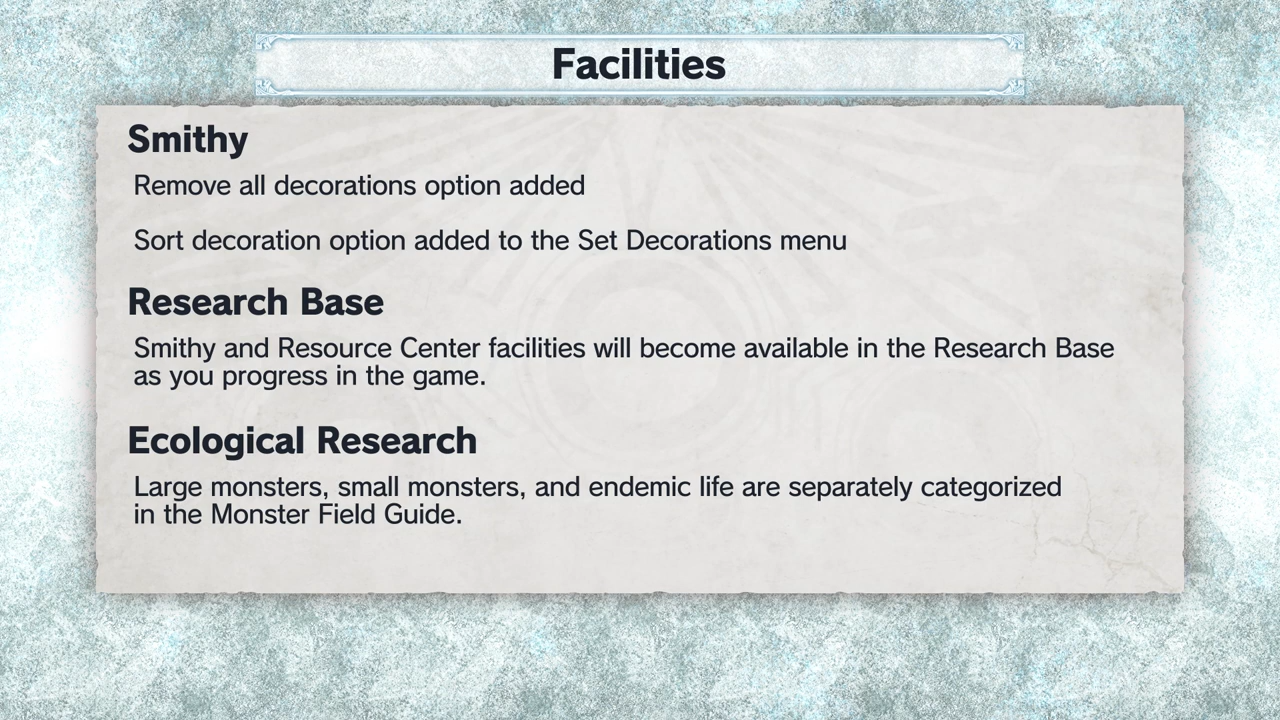 Facilities
Smithy
Remove all decorations option added
Sort decoration option added to the Set Decorations menu
Research Base
Smithy and Resource Center facilities will become available in the Research Base
as you progress in the game.
Ecological Research
Large monsters, small monsters, and endemic life are separately categorized
in the Monster Field Guide.